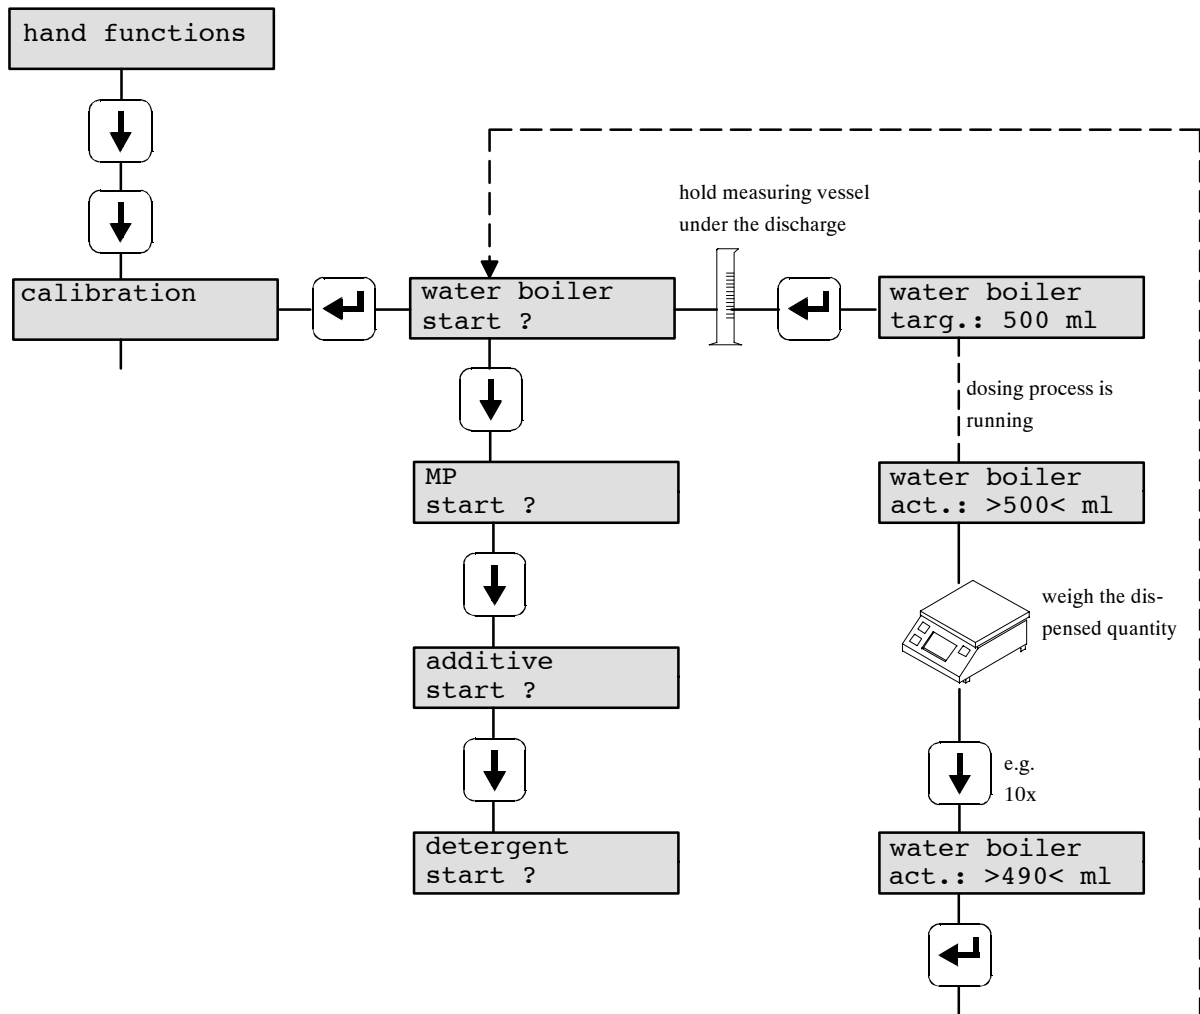 hand functions
hold measuring vessel
under the discharge
calibration
water boiler
start ?
water boiler
targ.: 500 ml
dosing process is
running
MP
start ?
water boiler
act.: >500< ml
weigh the dis-
pensed quantity
additive
start ?
e.g.
10x
detergent
start ?
water boiler
act.: >490< ml